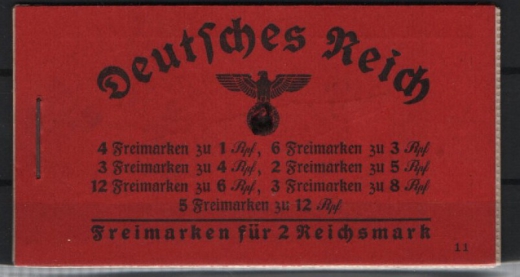 Deutſches Reich
4 Freimarken zu 1 Rpf, 6 Freimarken zu 3 Rpf
3 Freimarken zu 4 Rpf, 2 Freimarken zu 5 Rpf
12 Freimarken zu 6 Rpf, 3 Freimarken zu 8 Rpf
5 Freimarken zu 12 Rpf
Freimarken für 2 Reichsmark
11